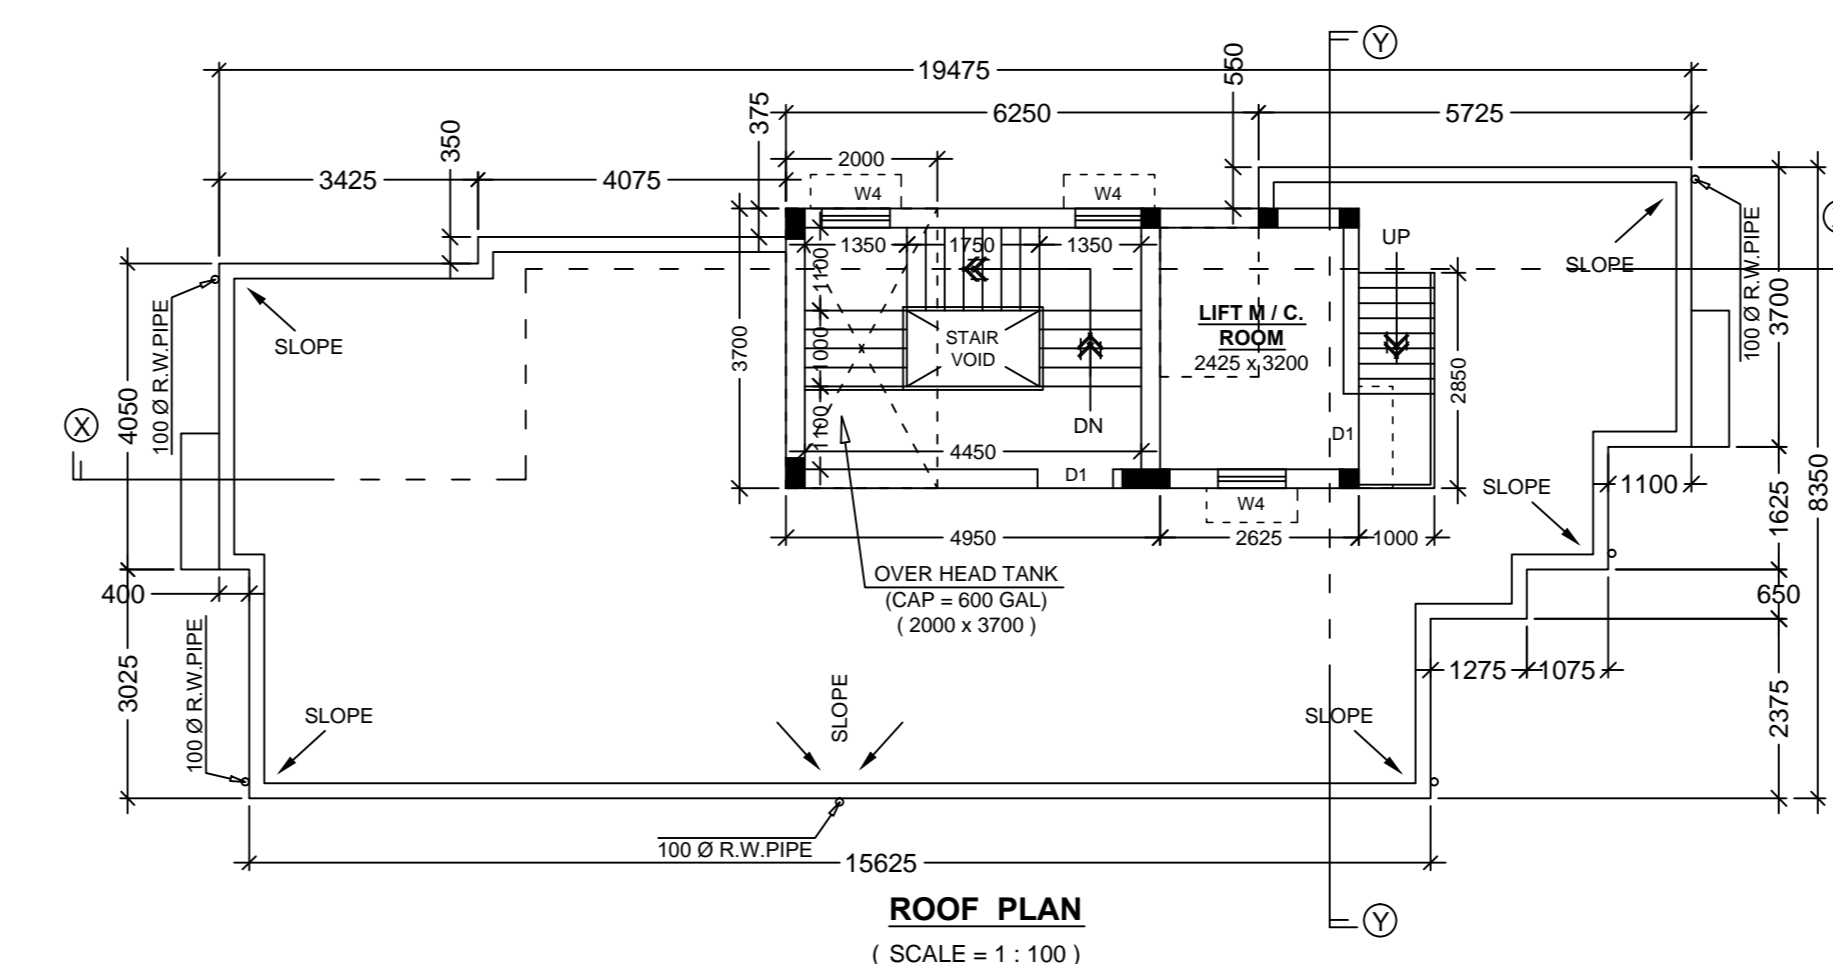 Y
19475
550
6250
5725
375
350
2000
3425
4075
W4
W4
1350
1750
1350
UP
SLOPE
100 Ø R.W.PIPE
3700
8350
1100
LIFT M / C.
ROOM
2425 x 3200
STAIR
VOID
1000
3700
SLOPE
2850
4050
100 Ø R.W.PIPE
X
1100
DN
D1
4450
D1
SLOPE
1100
1625
W4
4950
2625
1000
OVER HEAD TANK
(CAP = 600 GAL)
( 2000 x 3700 )
400
650
3025
100 Ø R.W.PIPE
1275
1075
2375
SLOPE
SLOPE
SLOPE
100 Ø R.W.PIPE
15625
ROOF PLAN
( SCALE = 1 : 100 )
Y